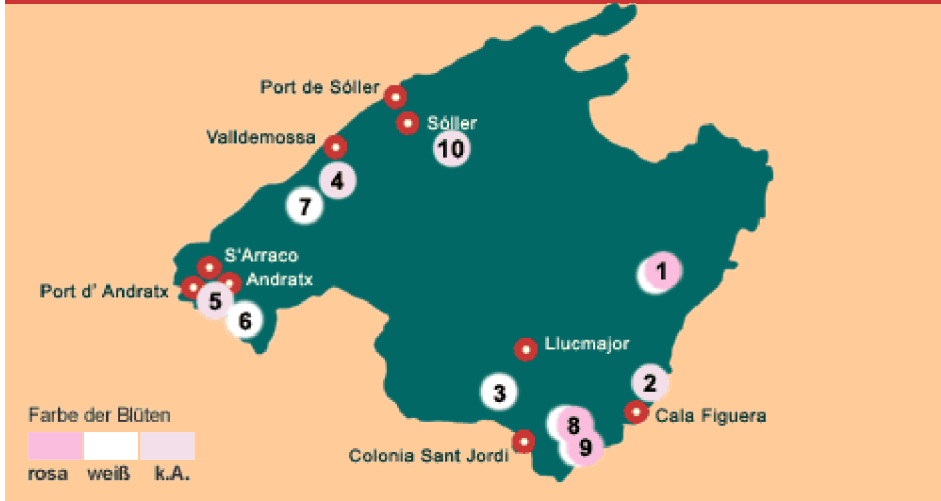 Port de Sóller
Sóller
Valldemossa
10
4
7
S'Arraco
Andratx
Port d' Andratx
1
5
6
Llucmajor
2
3
Cala Figuera
8
9
Colonia Sant Jordi
Farbe der Blüten
rosa weiß k.A.